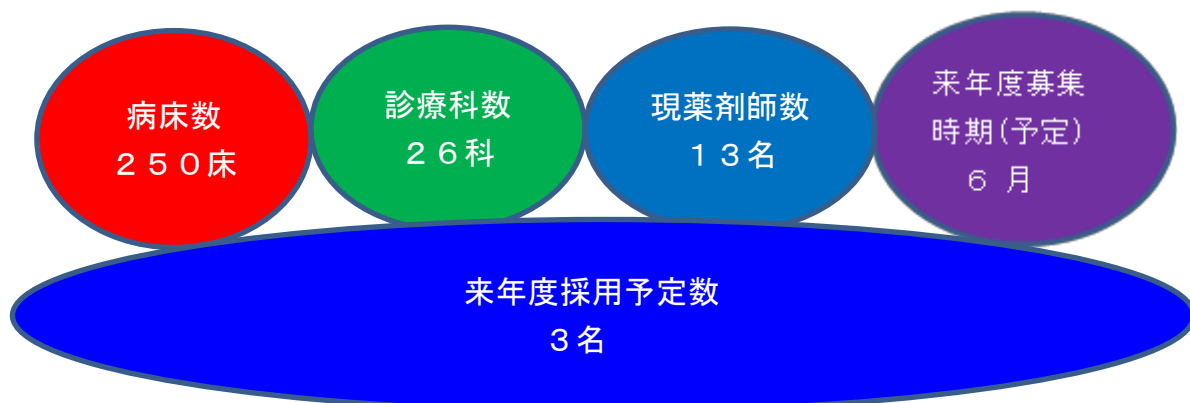 病床数
２５０床
診療科数
２６科
現薬剤師数
１３名
来年度募集
時期(予定)
６ 月
来年度採用予定数
３名